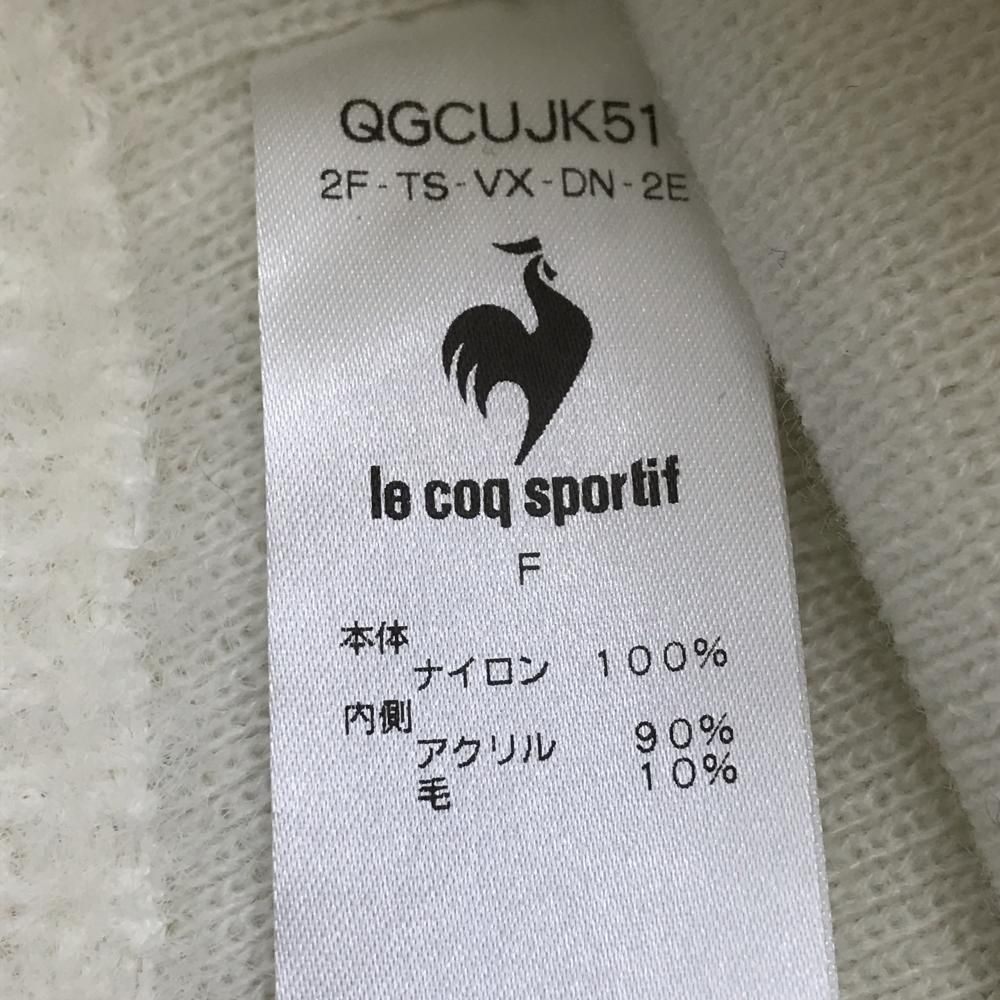 QGCUJK51
2F-TS-VX-DN-2E
le coq sportif
F
本体
ナイロン 100%
内側
アクリル 90%
毛 10%